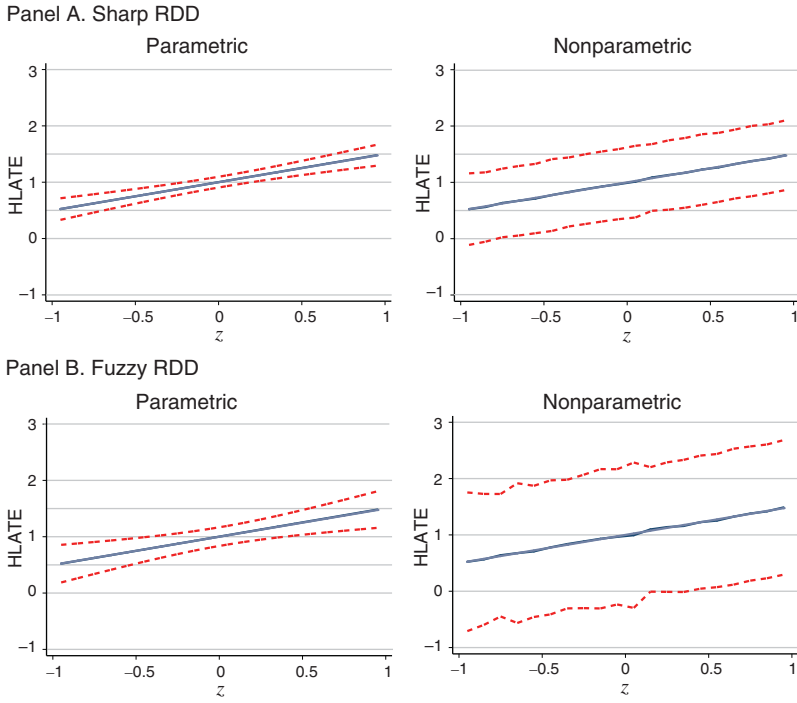 Panel A. Sharp RDD
Parametric
Nonparametric
3
2
1
0
−1
HLATE
−1 −0.5 0 0.5 1
z
3
2
1
0
−1
HLATE
−1 −0.5 0 0.5 1
z
Panel B. Fuzzy RDD
Parametric
Nonparametric
3
2
1
0
−1
HLATE
−1 −0.5 0 0.5 1
z
3
2
1
0
−1
HLATE
−1 −0.5 0 0.5 1
z